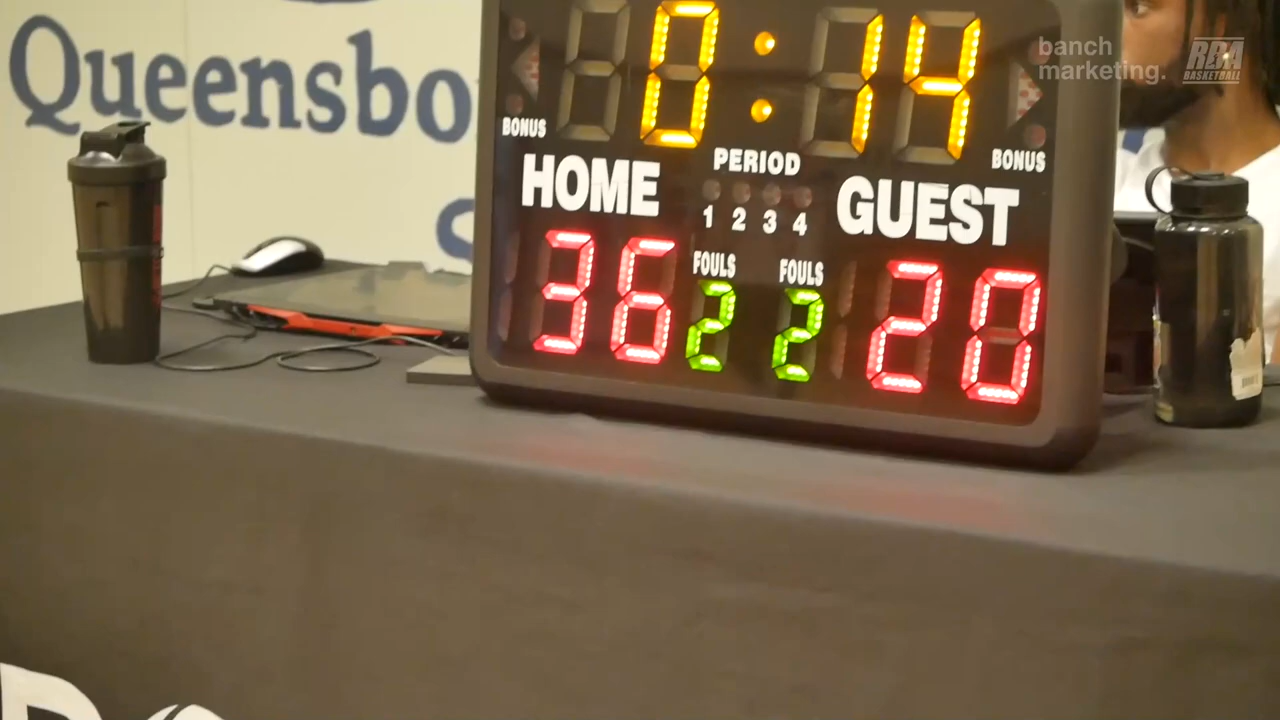 Queensbo
0:14
banch
marketing.
RBA
BASKETBALL
BONUS
PERIOD
BONUS
HOME
1 2 3 4
GUEST
FOULS
FOULS
36
2
2
20